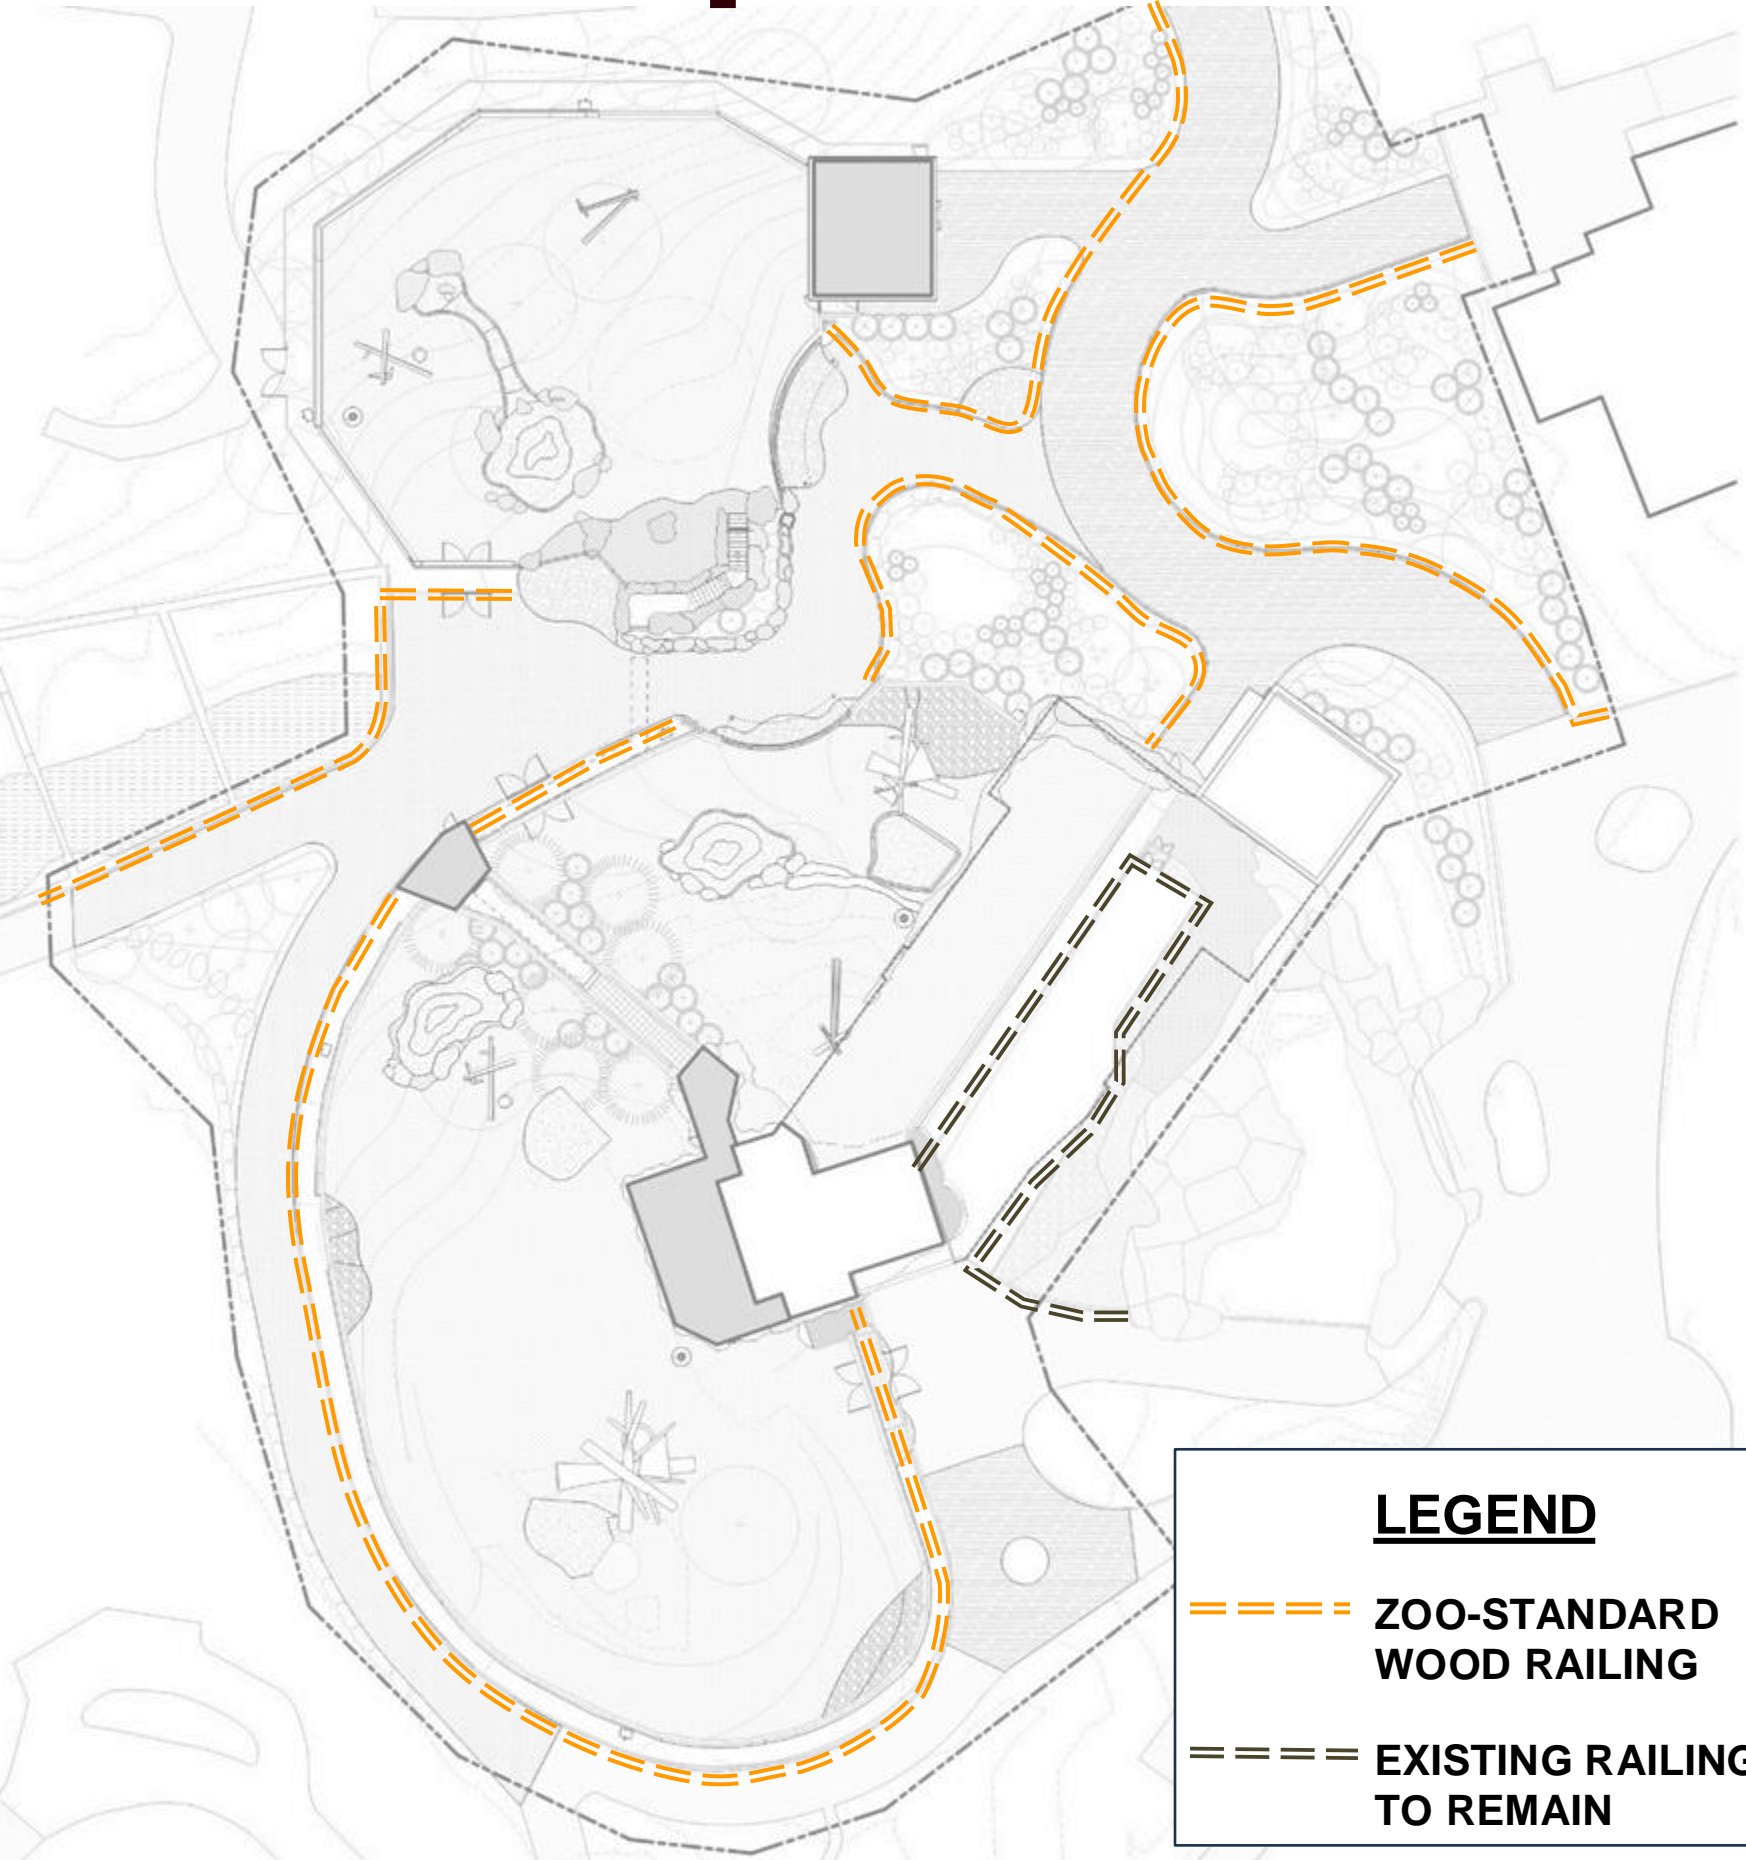 LEGEND
ZOO-STANDARD
WOOD RAILING
EXISTING RAILING
TO REMAIN